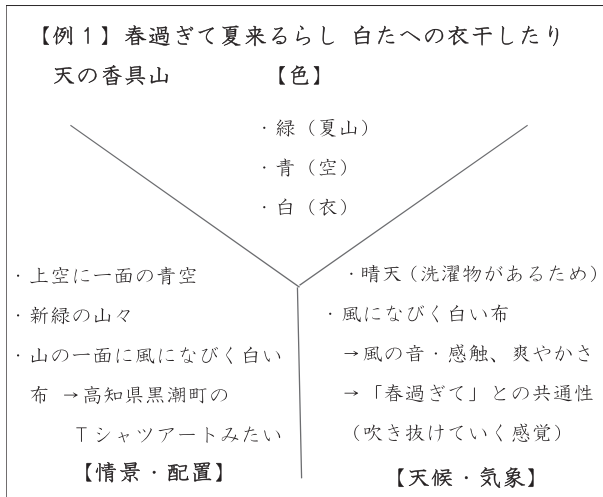 【例１】春過ぎて夏来るらし 白たへの衣干したり
天の香具山
【色】
・緑（夏山）
・青（空）
・白（衣）
・上空に一面の青空
・新緑の山々
・山の一面に風になびく白い
布 →高知県黒潮町の
Ｔシャツアートみたい
【情景・配置】
・晴天（洗濯物があるため）
・風になびく白い布
→風の音・感触、爽やかさ
→「春過ぎて」との共通性
（吹き抜けていく感覚）
【天候・気象】